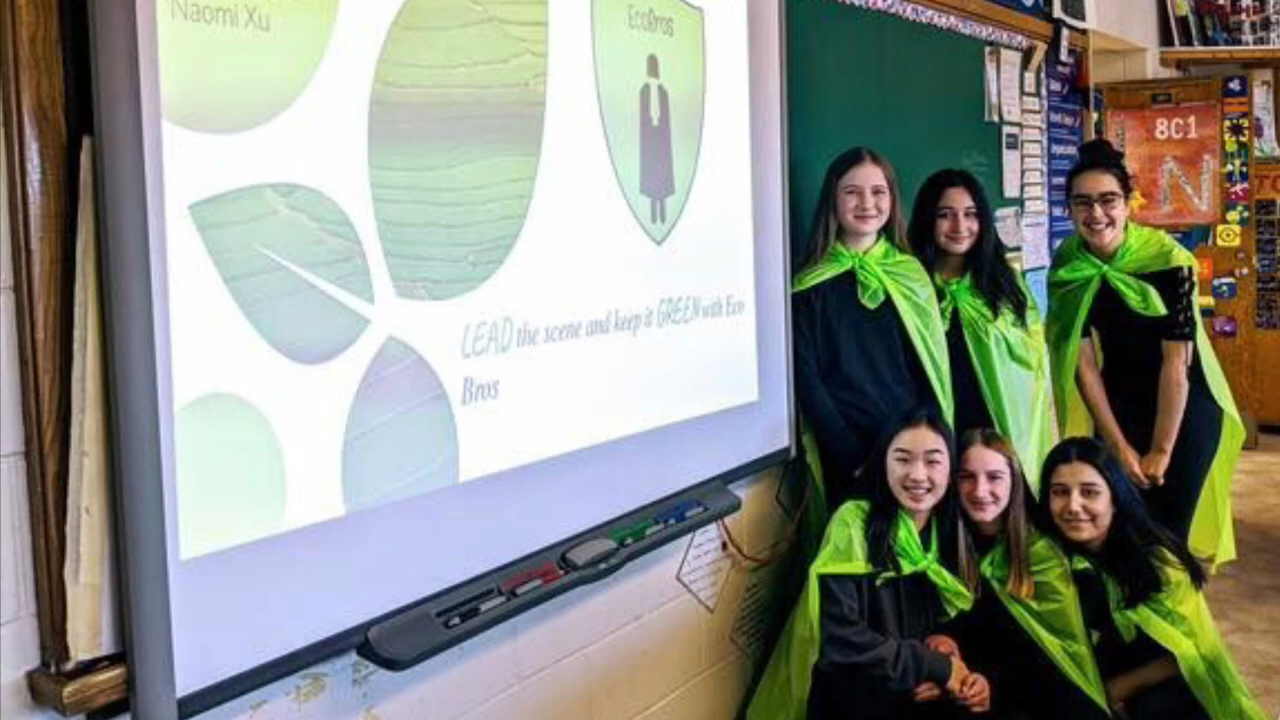 Naomi Xu
EcoBros
LEAD the scene and keep it GREEN with Eco
Bros
8C1
N